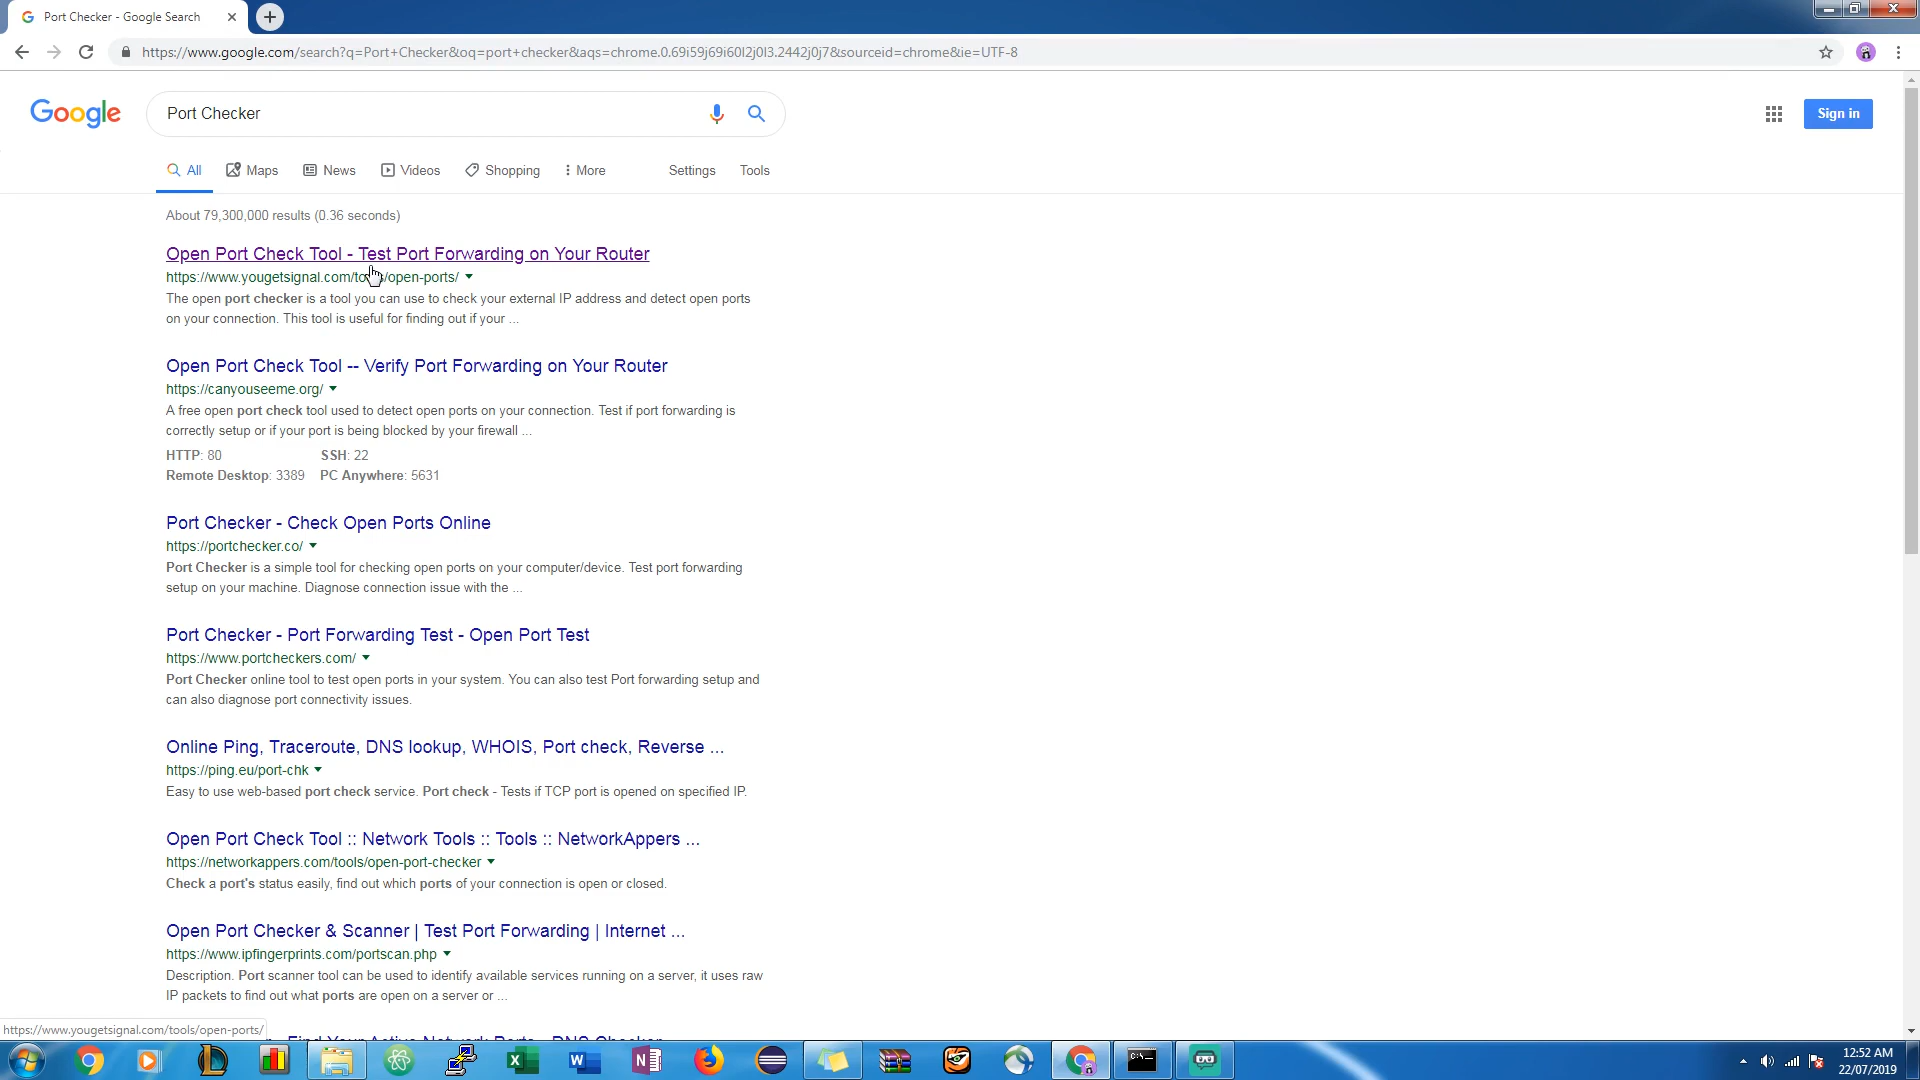 Port Checker - Google Search
https://www.google.com/search?q=Port+Checker&oq=port+checker&aqs=chrome.0.69i59j69i60l2j0l3.2442j0j7&sourceid=chrome&ie=UTF-8
Google
Port Checker
Sign in
All Maps News Videos Shopping More Settings Tools
About 79,300,000 results (0.36 seconds)
Open Port Check Tool - Test Port Forwarding on Your Router
https://www.yougetsignal.com/tools/open-ports/
The open port checker is a tool you can use to check your external IP address and detect open ports
on your connection. This tool is useful for finding out if your ...
Open Port Check Tool -- Verify Port Forwarding on Your Router
https://canyouseeme.org/
A free open port check tool used to detect open ports on your connection. Test if port forwarding is
correctly setup or if your port is being blocked by your firewall ...
HTTP: 80 SSH: 22
Remote Desktop: 3389 PC Anywhere: 5631
Port Checker - Check Open Ports Online
https://portchecker.co/
Port Checker is a simple tool for checking open ports on your computer/device. Test port forwarding
setup on your machine. Diagnose connection issue with the ...
Port Checker - Port Forwarding Test - Open Port Test
https://www.portcheckers.com/
Port Checker online tool to test open ports in your system. You can also test Port forwarding setup and
can also diagnose port connectivity issues.
Online Ping, Traceroute, DNS lookup, WHOIS, Port check, Reverse ...
https://ping.eu/port-chk
Easy to use web-based port check service. Port check - Tests if TCP port is opened on specified IP.
Open Port Check Tool :: Network Tools :: Tools :: NetworkAppers ...
https://networkappers.com/tools/open-port-checker
Check a port's status easily, find out which ports of your connection is open or closed.
Open Port Checker & Scanner | Test Port Forwarding | Internet ...
https://www.ipfingerprints.com/portscan.php
Description. Port scanner tool can be used to identify available services running on a server, it uses raw
IP packets to find out what ports are open on a server or ...
https://www.yougetsignal.com/tools/open-ports/
Find Your Active Network Ports - DNS Checker
12:52 AM
22/07/2019